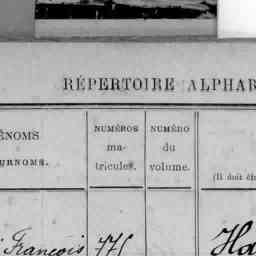 RÉPERTOIRE ALPHAB
ÉNOMS
URNOMS.
NUMÉROS
ma-
tricules.
NUMÉRO
du
volume.
(Il doit êt
François 775
Ha